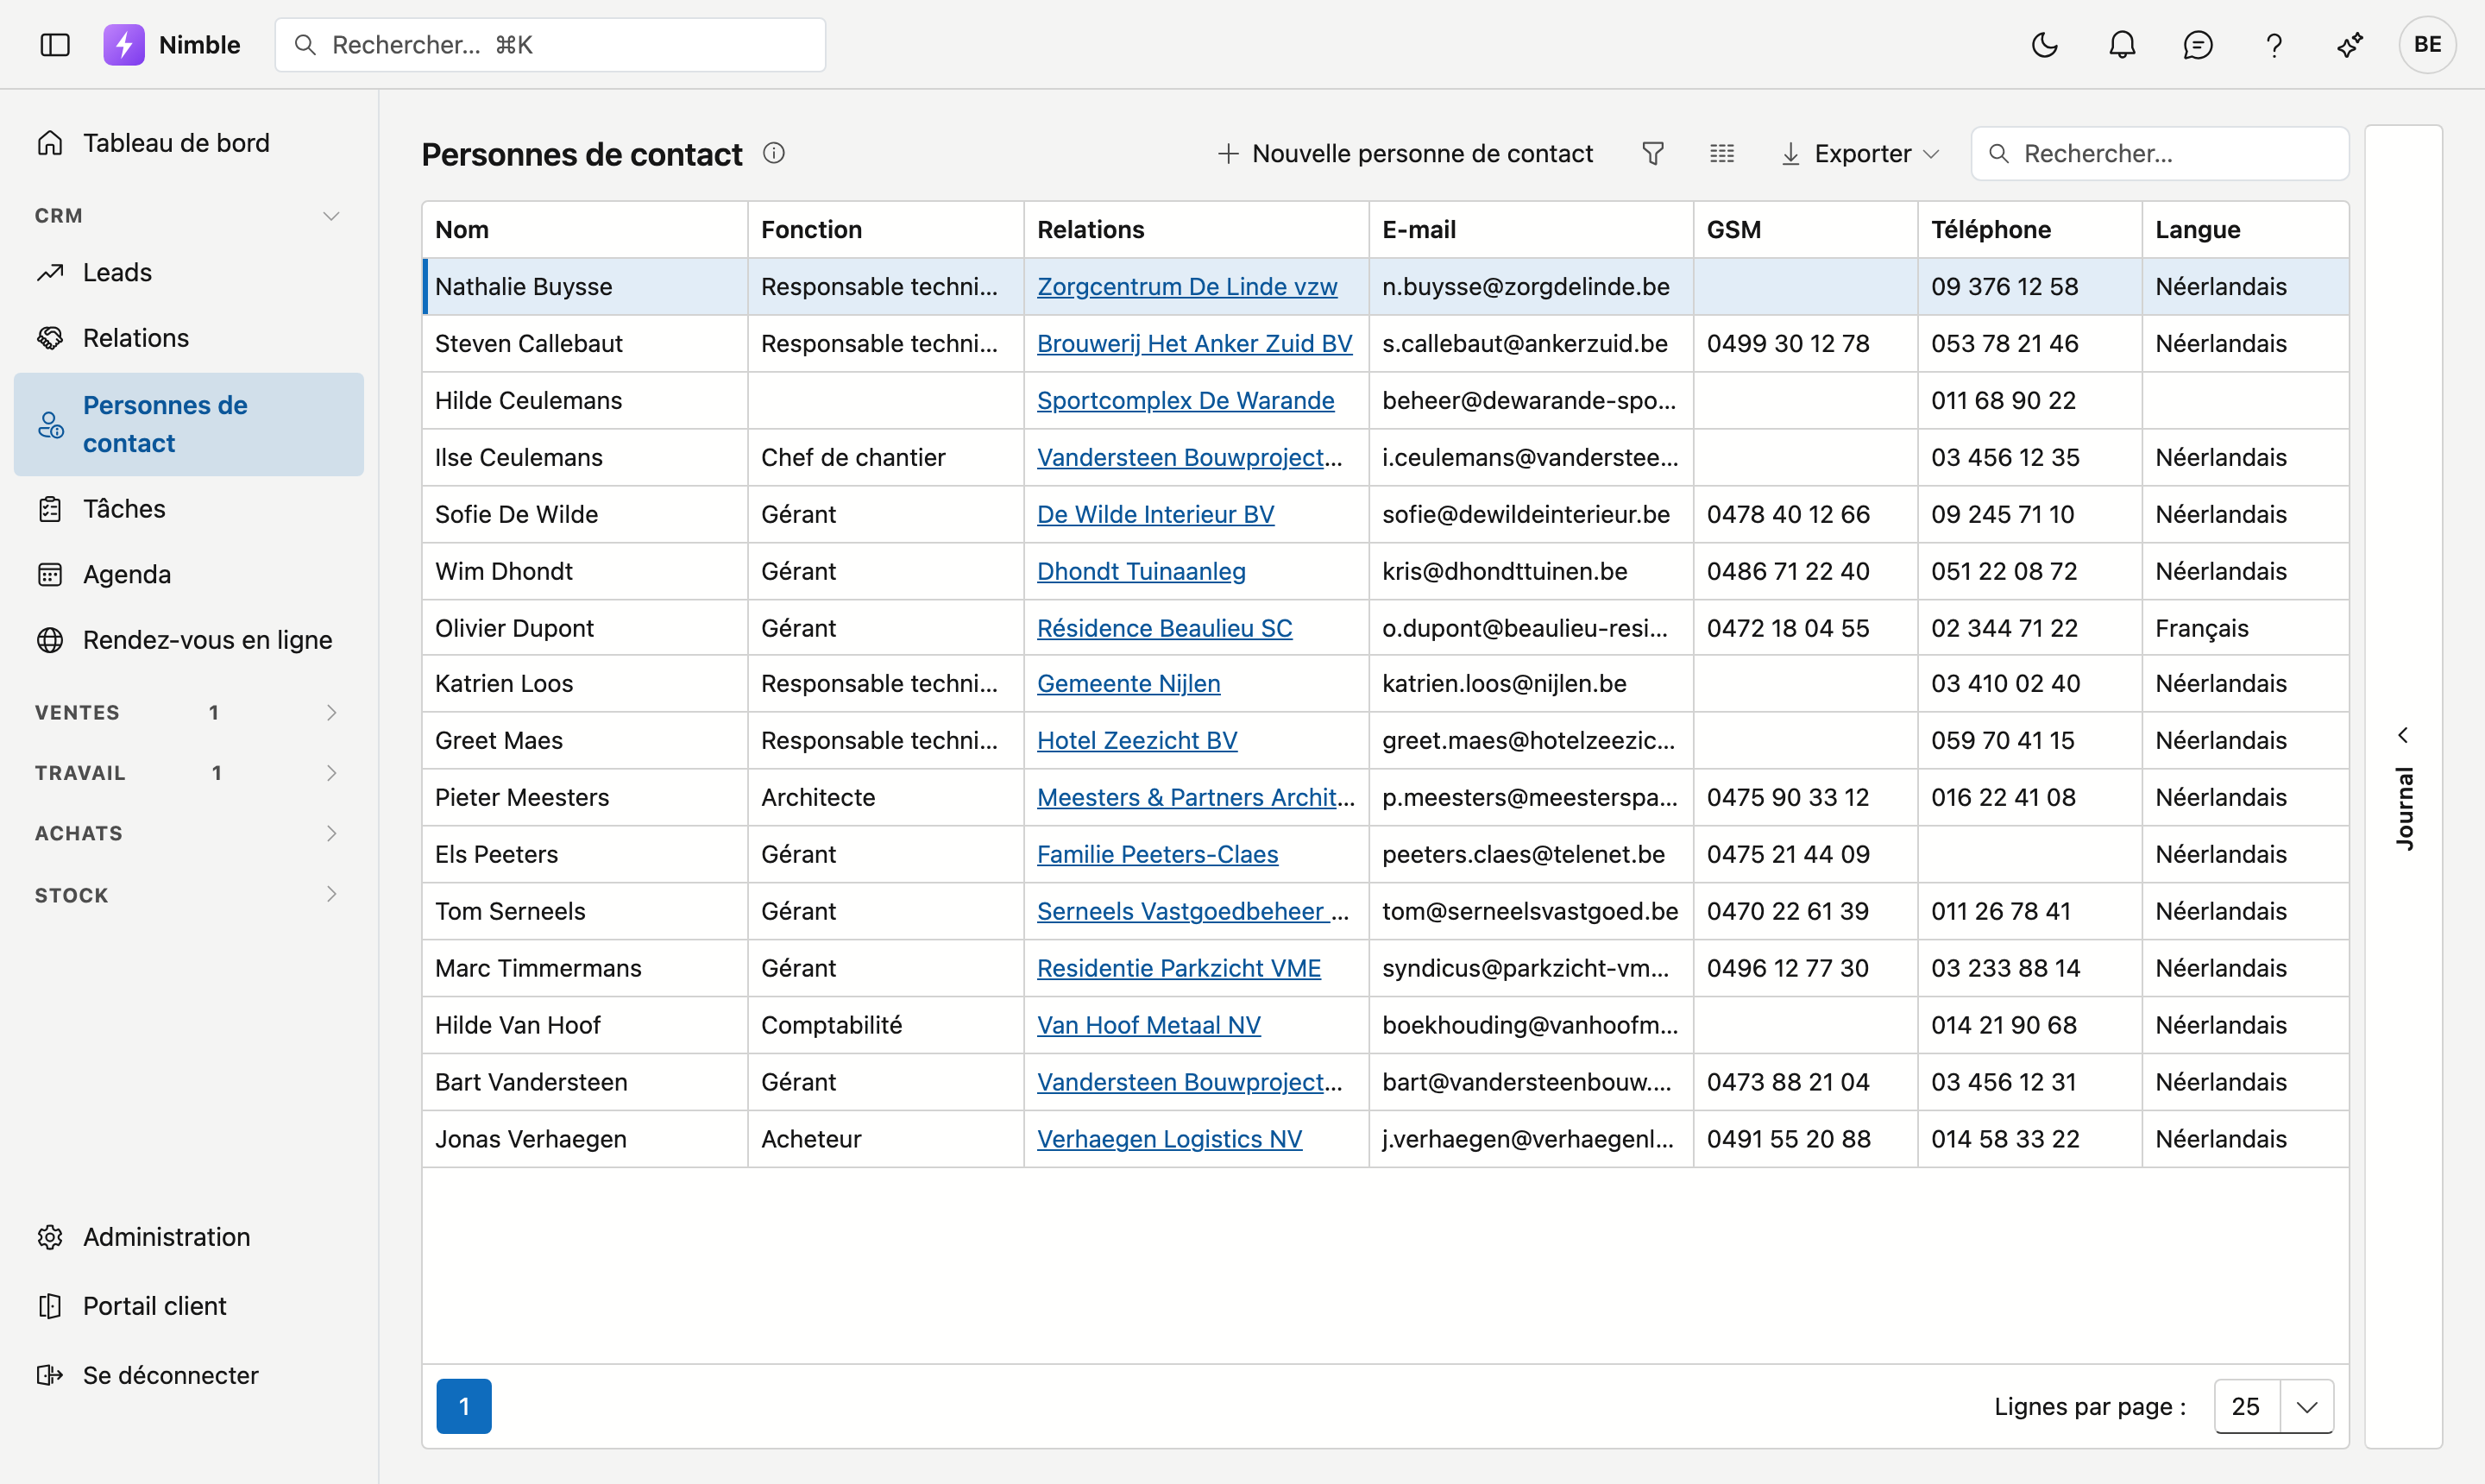 Nimble
Rechercher... ⌘K
BE
Tableau de bord
CRM
Leads
Relations
Personnes de
contact
Tâches
Agenda
Rendez-vous en ligne
VENTES 1
TRAVAIL 1
ACHATS
STOCK
Administration
Portail client
Se déconnecter
Personnes de contact
Nouvelle personne de contact
Exporter
Rechercher...
Nom Fonction Relations E-mail GSM Téléphone Langue
Nathalie Buysse Responsable techni... Zorgcentrum De Linde vzw n.buysse@zorgdelinde.be 09 376 12 58 Néerlandais
Steven Callebaut Responsable techni... Brouwerij Het Anker Zuid BV s.callebaut@ankerzuid.be 0499 30 12 78 053 78 21 46 Néerlandais
Hilde Ceulemans Sportcomplex De Warande beheer@dewarande-spo... 011 68 90 22
Ilse Ceulemans Chef de chantier Vandersteen Bouwproject... i.ceulemans@vanderstee... 03 456 12 35 Néerlandais
Sofie De Wilde Gérant De Wilde Interieur BV sofie@dewildeinterieur.be 0478 40 12 66 09 245 71 10 Néerlandais
Wim Dhondt Gérant Dhondt Tuinaanleg kris@dhondttuinen.be 0486 71 22 40 051 22 08 72 Néerlandais
Olivier Dupont Gérant Résidence Beaulieu SC o.dupont@beaulieu-resi... 0472 18 04 55 02 344 71 22 Français
Katrien Loos Responsable techni... Gemeente Nijlen katrien.loos@nijlen.be 03 410 02 40 Néerlandais
Greet Maes Responsable techni... Hotel Zeezicht BV greet.maes@hotelzeezic... 059 70 41 15 Néerlandais
Pieter Meesters Architecte Meesters & Partners Archit... p.meesters@meesterspa... 0475 90 33 12 016 22 41 08 Néerlandais
Els Peeters Gérant Familie Peeters-Claes peeters.claes@telenet.be 0475 21 44 09 Néerlandais
Tom Serneels Gérant Serneels Vastgoedbeheer ... tom@serneelsvastgoed.be 0470 22 61 39 011 26 78 41 Néerlandais
Marc Timmermans Gérant Residentie Parkzicht VME syndicus@parkzicht-vm... 0496 12 77 30 03 233 88 14 Néerlandais
Hilde Van Hoof Comptabilité Van Hoof Metaal NV boekhouding@vanhoofm... 014 21 90 68 Néerlandais
Bart Vandersteen Gérant Vandersteen Bouwproject... bart@vandersteenbouw.... 0473 88 21 04 03 456 12 31 Néerlandais
Jonas Verhaegen Acheteur Verhaegen Logistics NV j.verhaegen@verhaegenl... 0491 55 20 88 014 58 33 22 Néerlandais
1
Lignes par page : 25
Journal